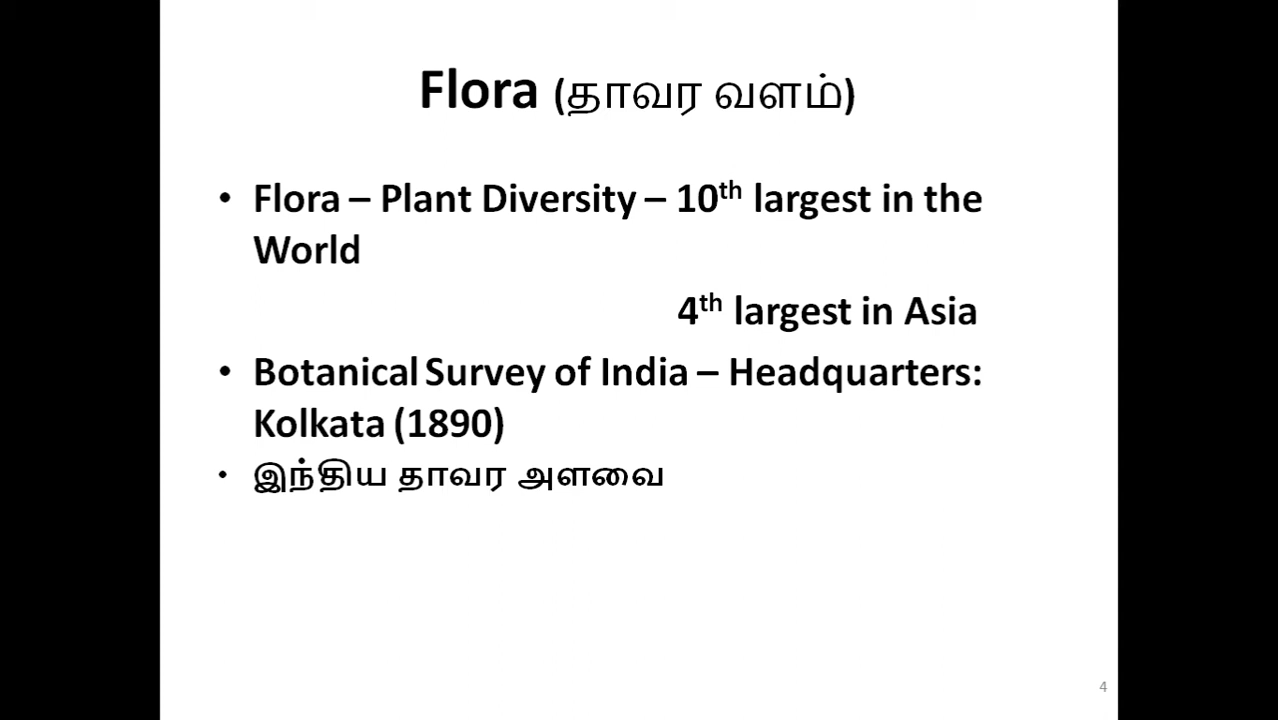 Flora (தாவர வளம்)
• Flora – Plant Diversity – 10th largest in the
World
4th largest in Asia
• Botanical Survey of India – Headquarters:
Kolkata (1890)
• இந்திய தாவர அளவை
4